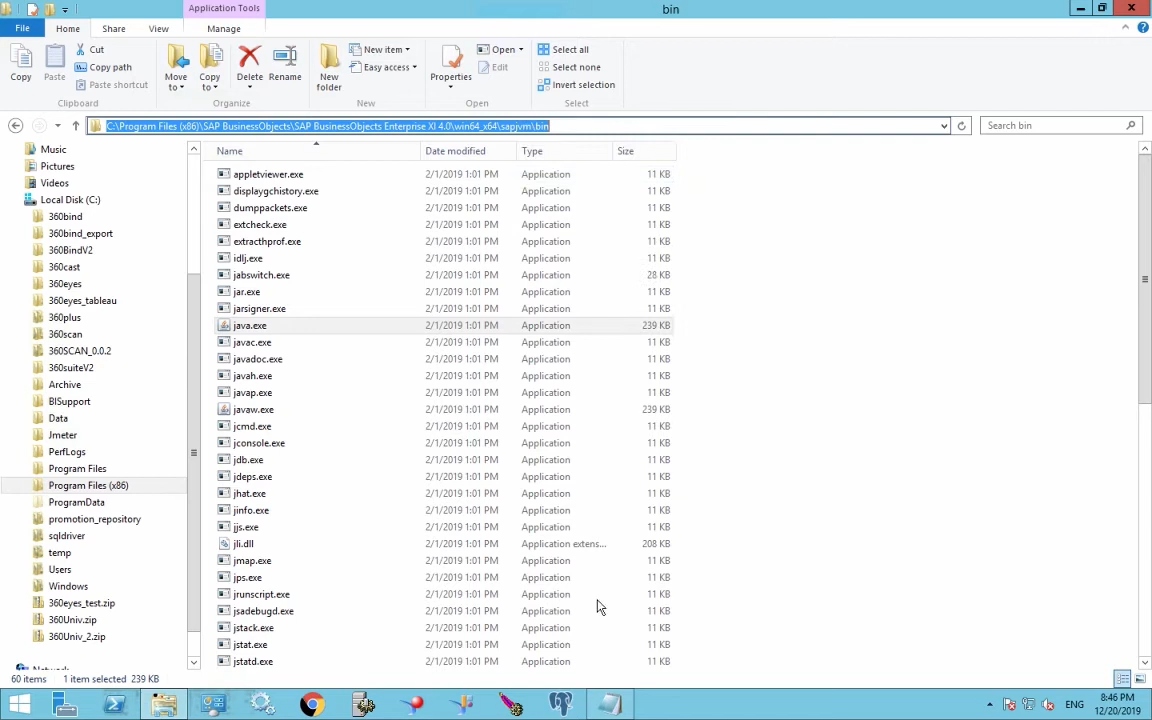 Application Tools
bin
File
Home
Share
View
Manage
Copy
Paste
Cut
Copy path
Paste shortcut
Clipboard
Move to
Copy to
Delete
Rename
Organize
New folder
New item
Easy access
New
Properties
Open
Edit
Open
Select all
Select none
Invert selection
Select
C:\Program Files (x86)\SAP BusinessObjects\SAP BusinessObjects Enterprise XI 4.0\win64_x64\sapjvm\bin
Search bin
Music
Pictures
Videos
Local Disk (C:)
360bind
360bind_export
360BindV2
360cast
360eyes
360eyes_tableau
360plus
360scan
360SCAN_0.0.2
360suiteV2
Archive
BISupport
Data
Jmeter
PerfLogs
Program Files
Program Files (x86)
ProgramData
promotion_repository
sqldriver
temp
Users
Windows
360eyes_test.zip
360Univ.zip
360Univ_2.zip
Network
Name Date modified Type Size
appletviewer.exe 2/1/2019 1:01 PM Application 11 KB
displaygchistory.exe 2/1/2019 1:01 PM Application 11 KB
dumppackets.exe 2/1/2019 1:01 PM Application 11 KB
extcheck.exe 2/1/2019 1:01 PM Application 11 KB
extracthprof.exe 2/1/2019 1:01 PM Application 11 KB
idlj.exe 2/1/2019 1:01 PM Application 11 KB
jabswitch.exe 2/1/2019 1:01 PM Application 28 KB
jar.exe 2/1/2019 1:01 PM Application 11 KB
jarsigner.exe 2/1/2019 1:01 PM Application 11 KB
java.exe 2/1/2019 1:01 PM Application 239 KB
javac.exe 2/1/2019 1:01 PM Application 11 KB
javadoc.exe 2/1/2019 1:01 PM Application 11 KB
javah.exe 2/1/2019 1:01 PM Application 11 KB
javap.exe 2/1/2019 1:01 PM Application 11 KB
javaw.exe 2/1/2019 1:01 PM Application 239 KB
jcmd.exe 2/1/2019 1:01 PM Application 11 KB
jconsole.exe 2/1/2019 1:01 PM Application 11 KB
jdb.exe 2/1/2019 1:01 PM Application 11 KB
jdeps.exe 2/1/2019 1:01 PM Application 11 KB
jhat.exe 2/1/2019 1:01 PM Application 11 KB
jinfo.exe 2/1/2019 1:01 PM Application 11 KB
jjs.exe 2/1/2019 1:01 PM Application 11 KB
jli.dll 2/1/2019 1:01 PM Application extens... 208 KB
jmap.exe 2/1/2019 1:01 PM Application 11 KB
jps.exe 2/1/2019 1:01 PM Application 11 KB
jrunscript.exe 2/1/2019 1:01 PM Application 11 KB
jsadebugd.exe 2/1/2019 1:01 PM Application 11 KB
jstack.exe 2/1/2019 1:01 PM Application 11 KB
jstat.exe 2/1/2019 1:01 PM Application 11 KB
jstatd.exe 2/1/2019 1:01 PM Application 11 KB
60 items 1 item selected 239 KB
ENG
8:46 PM
12/20/2019